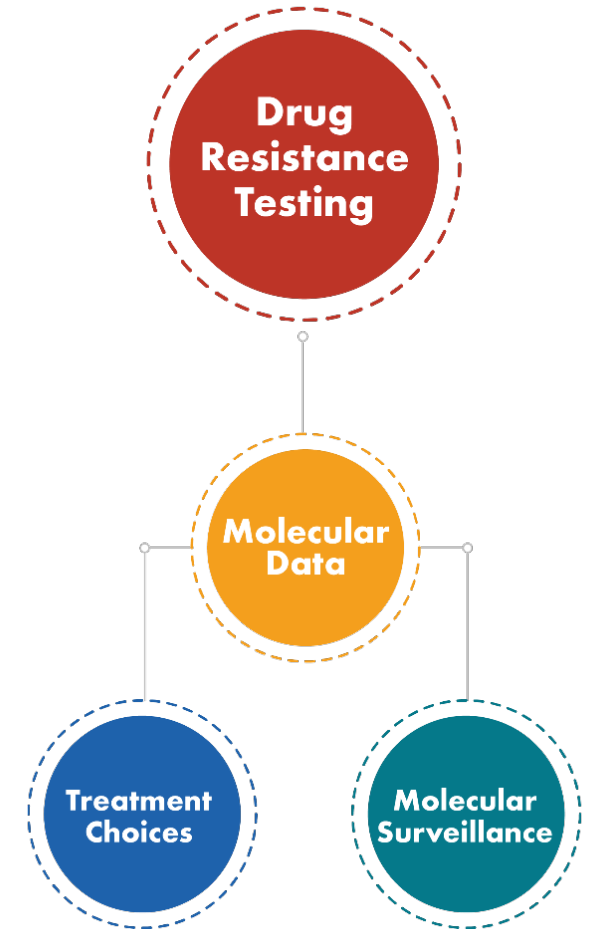 Drug
Resistance
Testing
Molecular
Data
Treatment
Choices
Molecular
Surveillance